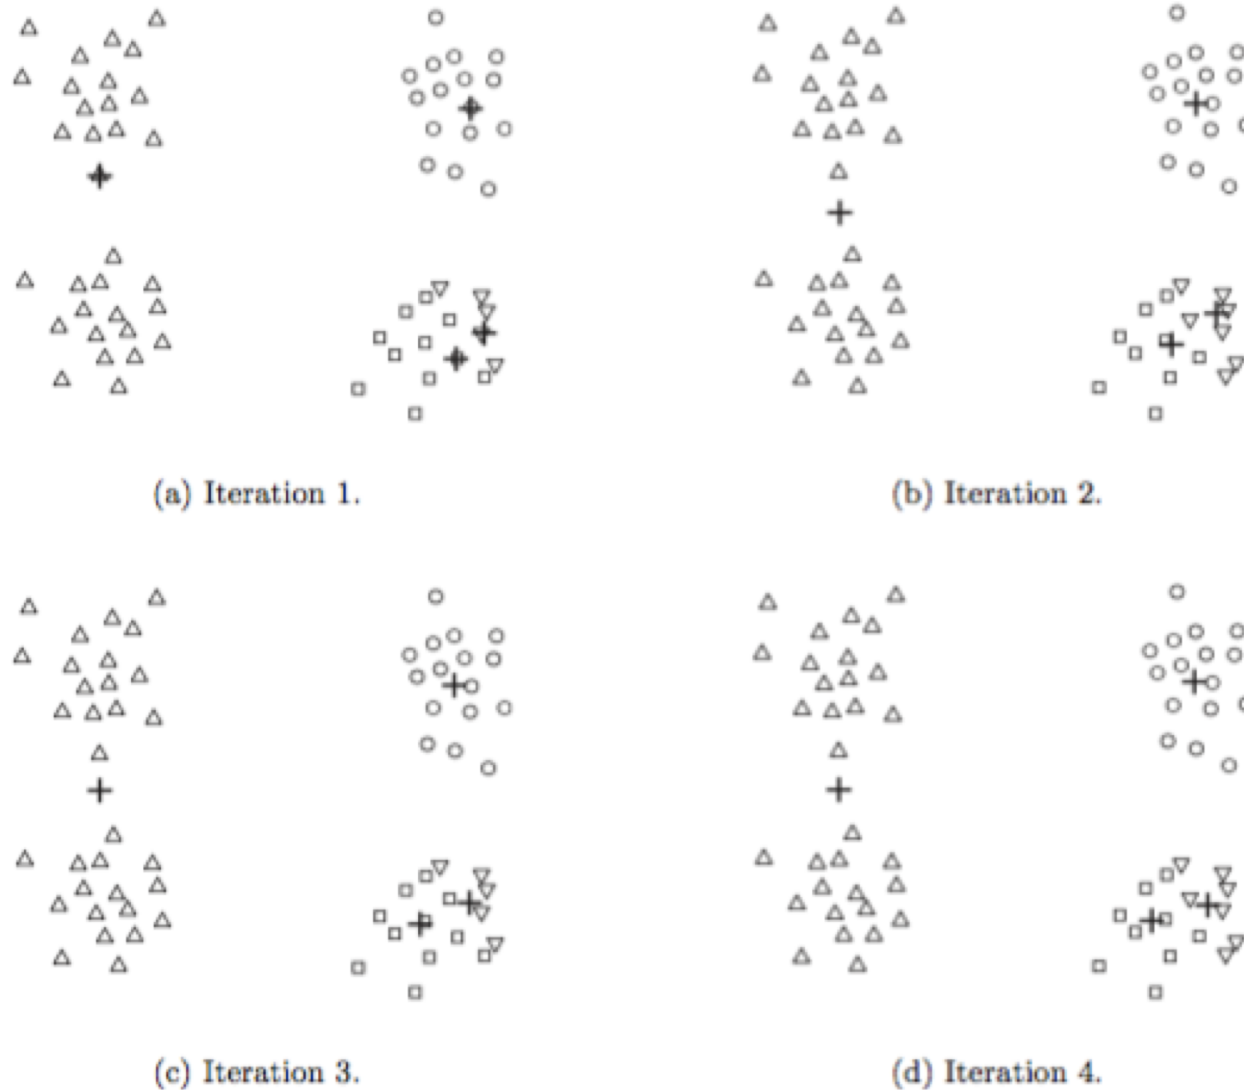 (a) Iteration 1.
(b) Iteration 2.
(c) Iteration 3.
(d) Iteration 4.